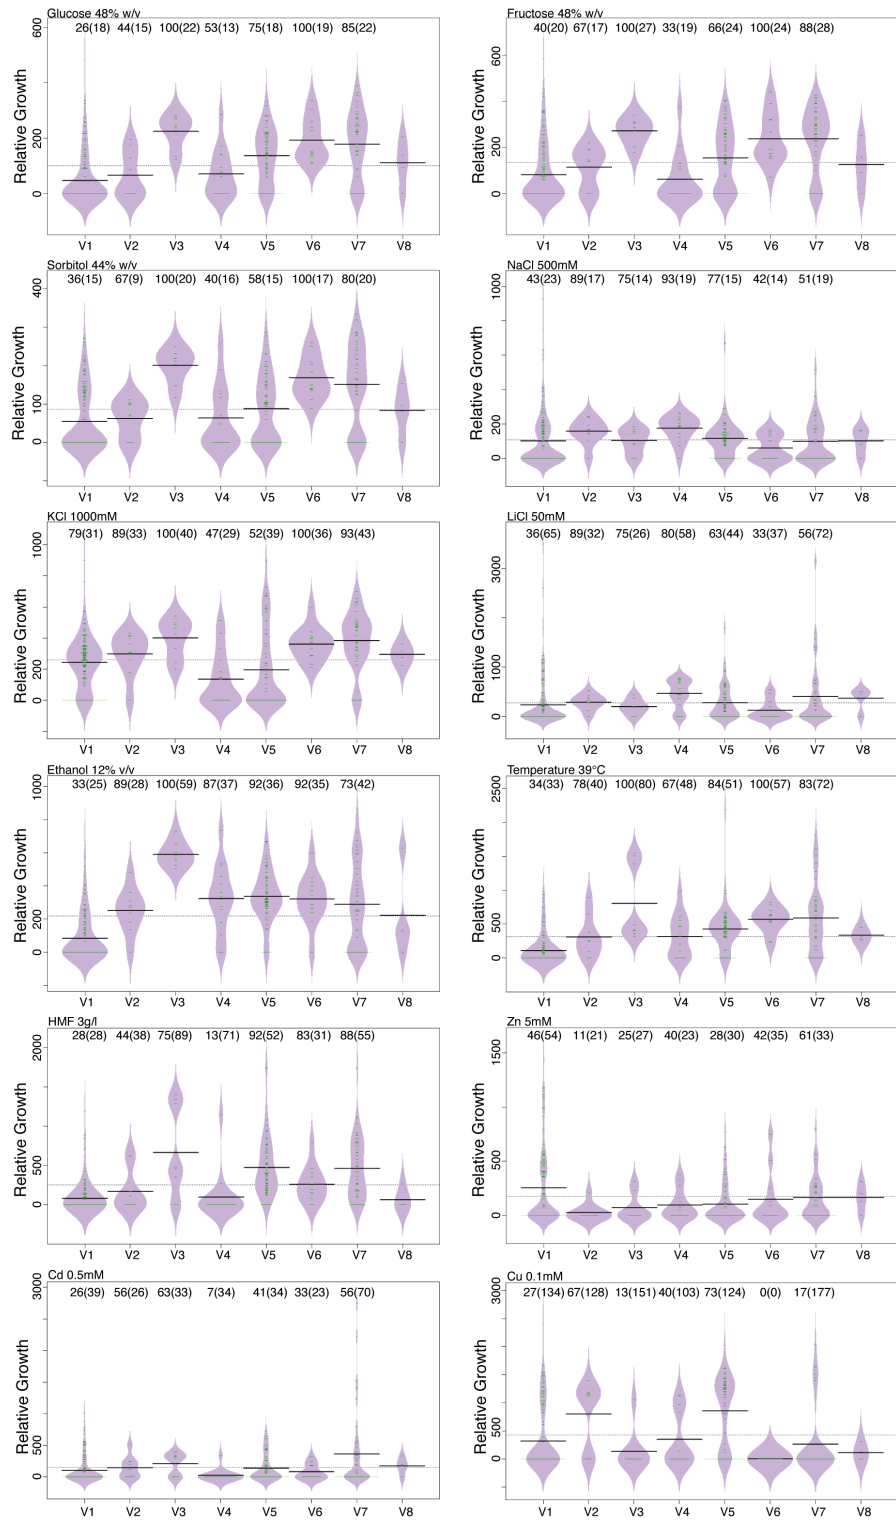 Glucose 48% w/v
26(18) 44(15) 100(22) 53(13) 75(18) 100(19) 85(22)
Relative Growth
600
200
0
V1 V2 V3 V4 V5 V6 V7 V8
Fructose 48% w/v
40(20) 67(17) 100(27) 33(19) 66(24) 100(24) 88(28)
Relative Growth
600
200
0
V1 V2 V3 V4 V5 V6 V7 V8
Sorbitol 44% w/v
36(15) 67(9) 100(20) 40(16) 58(15) 100(17) 80(20)
Relative Growth
400
100
0
V1 V2 V3 V4 V5 V6 V7 V8
NaCl 500mM
43(23) 89(17) 75(14) 93(19) 77(15) 42(14) 51(19)
Relative Growth
1000
200
0
V1 V2 V3 V4 V5 V6 V7 V8
KCl 1000mM
79(31) 89(33) 100(40) 47(29) 52(39) 100(36) 93(43)
Relative Growth
1000
200
0
V1 V2 V3 V4 V5 V6 V7 V8
LiCl 50mM
36(65) 89(32) 75(26) 80(58) 63(44) 33(37) 56(72)
Relative Growth
3000
1000
0
V1 V2 V3 V4 V5 V6 V7 V8
Ethanol 12% v/v
33(25) 89(28) 100(59) 87(37) 92(36) 92(35) 73(42)
Relative Growth
1000
200
0
V1 V2 V3 V4 V5 V6 V7 V8
Temperature 39°C
34(33) 78(40) 100(80) 67(48) 84(51) 100(57) 83(72)
Relative Growth
2500
500
0
V1 V2 V3 V4 V5 V6 V7 V8
HMF 3g/l
28(28) 44(38) 75(89) 13(71) 92(52) 83(31) 88(55)
Relative Growth
2000
500
0
V1 V2 V3 V4 V5 V6 V7 V8
Zn 5mM
46(54) 11(21) 25(27) 40(23) 28(30) 42(35) 61(33)
Relative Growth
1500
500
0
V1 V2 V3 V4 V5 V6 V7 V8
Cd 0.5mM
26(39) 56(26) 63(33) 7(34) 41(34) 33(23) 56(70)
Relative Growth
3000
500
0
V1 V2 V3 V4 V5 V6 V7 V8
Cu 0.1mM
27(134) 67(128) 13(151) 40(103) 73(124) 0(0) 17(177)
Relative Growth
3000
500
0
V1 V2 V3 V4 V5 V6 V7 V8